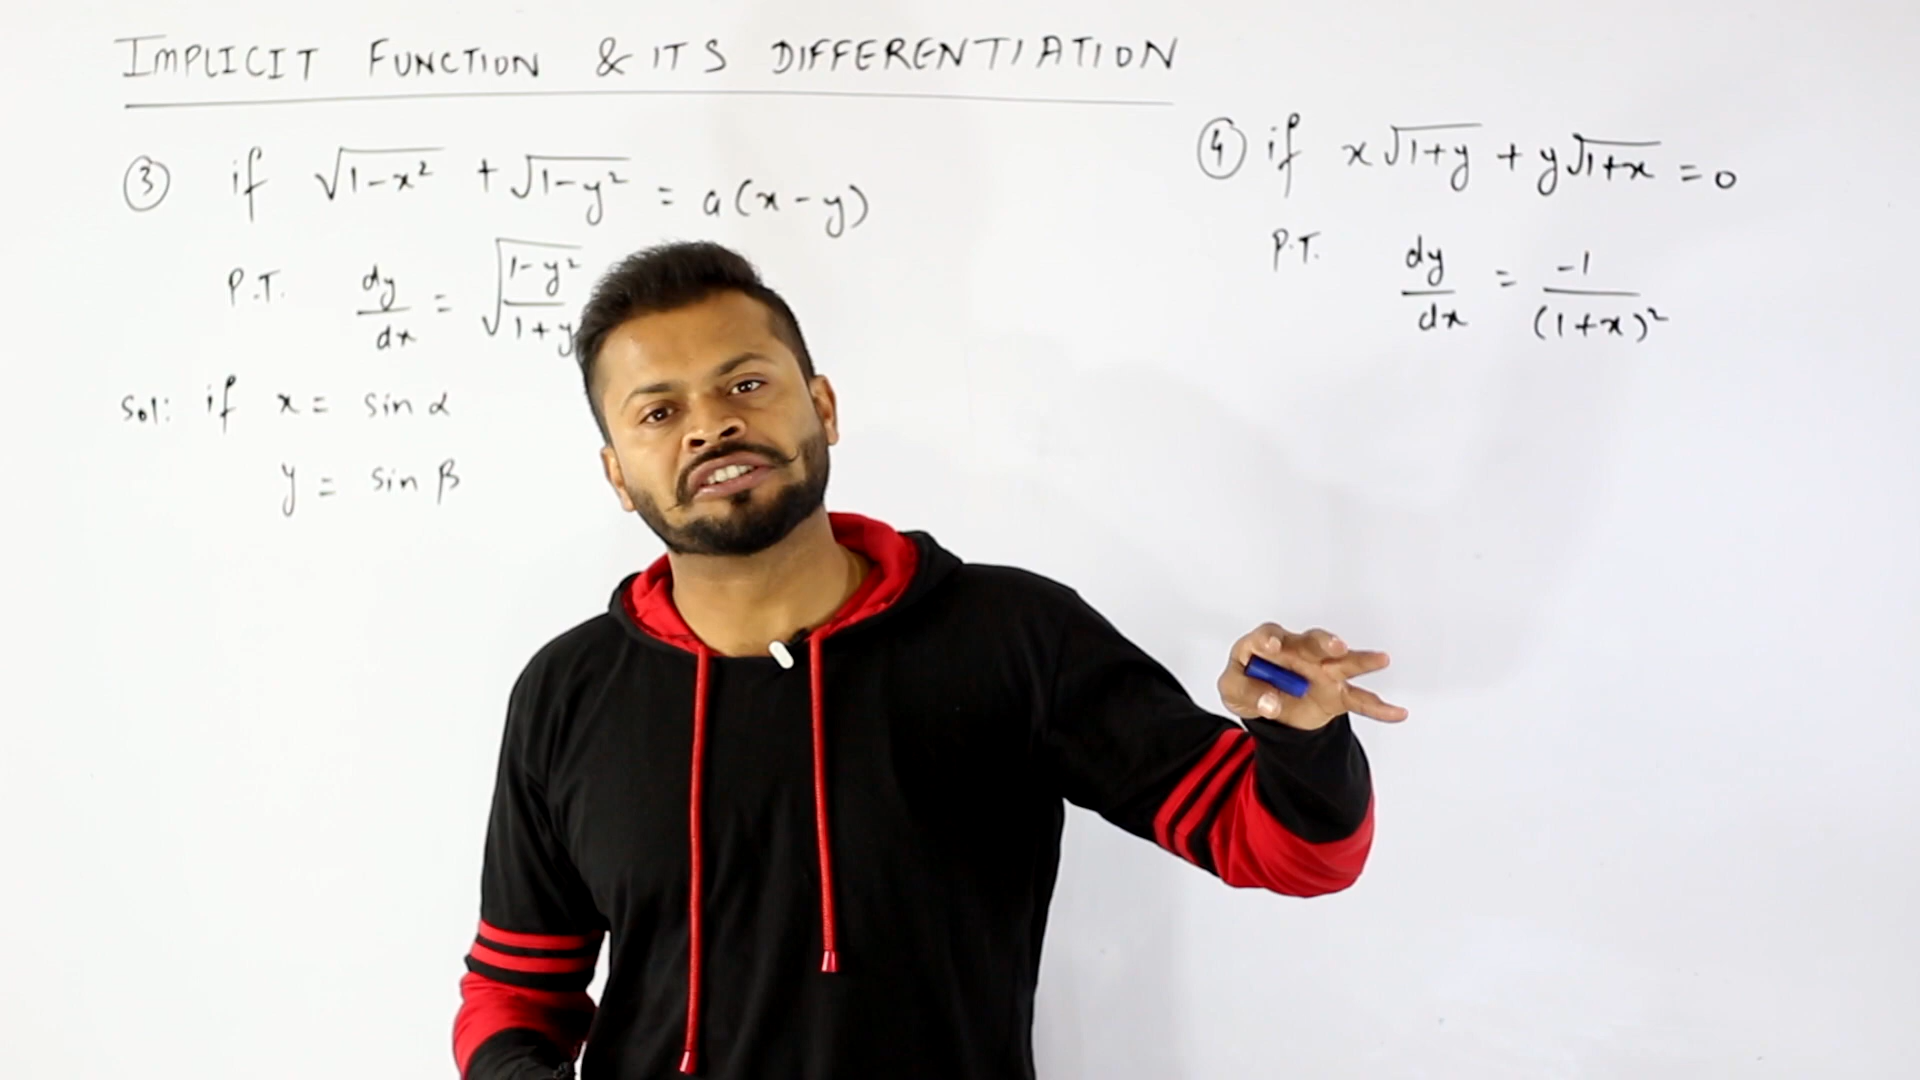 IMPLICIT FUNCTION & ITS DIFFERENTIATION
③ if √(1-x²) + √(1-y²) = a(x-y)
P.T. dy/dx = √((1-y²)/(1+y
Sol: if x = sin α
y = sin β
④ if x√(1+y) + y√(1+x) = 0
P.T. dy/dx = -1/(1+x)²